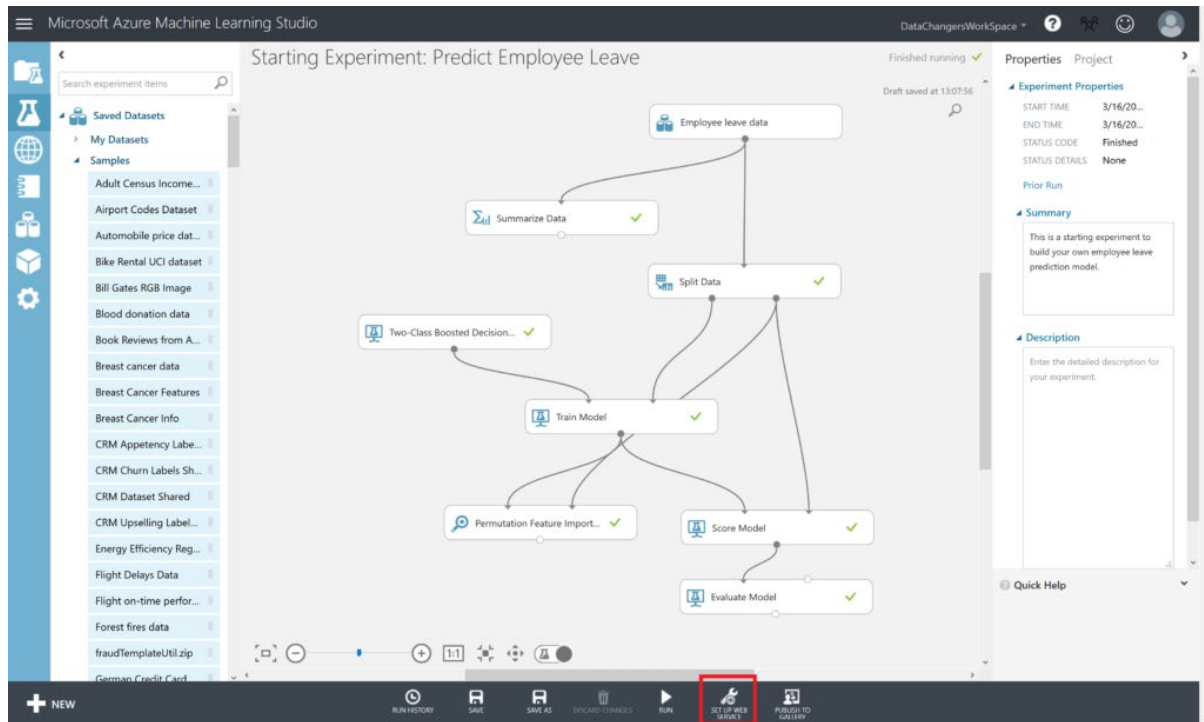 Microsoft Azure Machine Learning Studio
DataChangersWorkSpace
?
Search experiment items
Saved Datasets
My Datasets
Samples
Adult Census Income...
Airport Codes Dataset
Automobile price dat...
Bike Rental UCI dataset
Bill Gates RGB Image
Blood donation data
Book Reviews from A...
Breast cancer data
Breast Cancer Features
Breast Cancer Info
CRM Appetency Labe...
CRM Churn Labels Sh...
CRM Dataset Shared
CRM Upselling Label...
Energy Efficiency Reg...
Flight Delays Data
Flight on-time perfor...
Forest fires data
fraudTemplateUtil.zip
German Credit Card
Starting Experiment: Predict Employee Leave
Finished running
Draft saved at 13:07:56
Employee leave data
Summarize Data
Split Data
Two-Class Boosted Decision...
Train Model
Permutation Feature Import...
Score Model
Evaluate Model
1:1
Properties Project
Experiment Properties
START TIME 3/16/20...
END TIME 3/16/20...
STATUS CODE Finished
STATUS DETAILS None
Prior Run
Summary
This is a starting experiment to
build your own employee leave
prediction model.
Description
Enter the detailed description for
your experiment.
Quick Help
NEW
RUN HISTORY
SAVE
SAVE AS
DISCARD CHANGES
RUN
SET UP WEB
SERVICE
PUBLISH TO
GALLERY